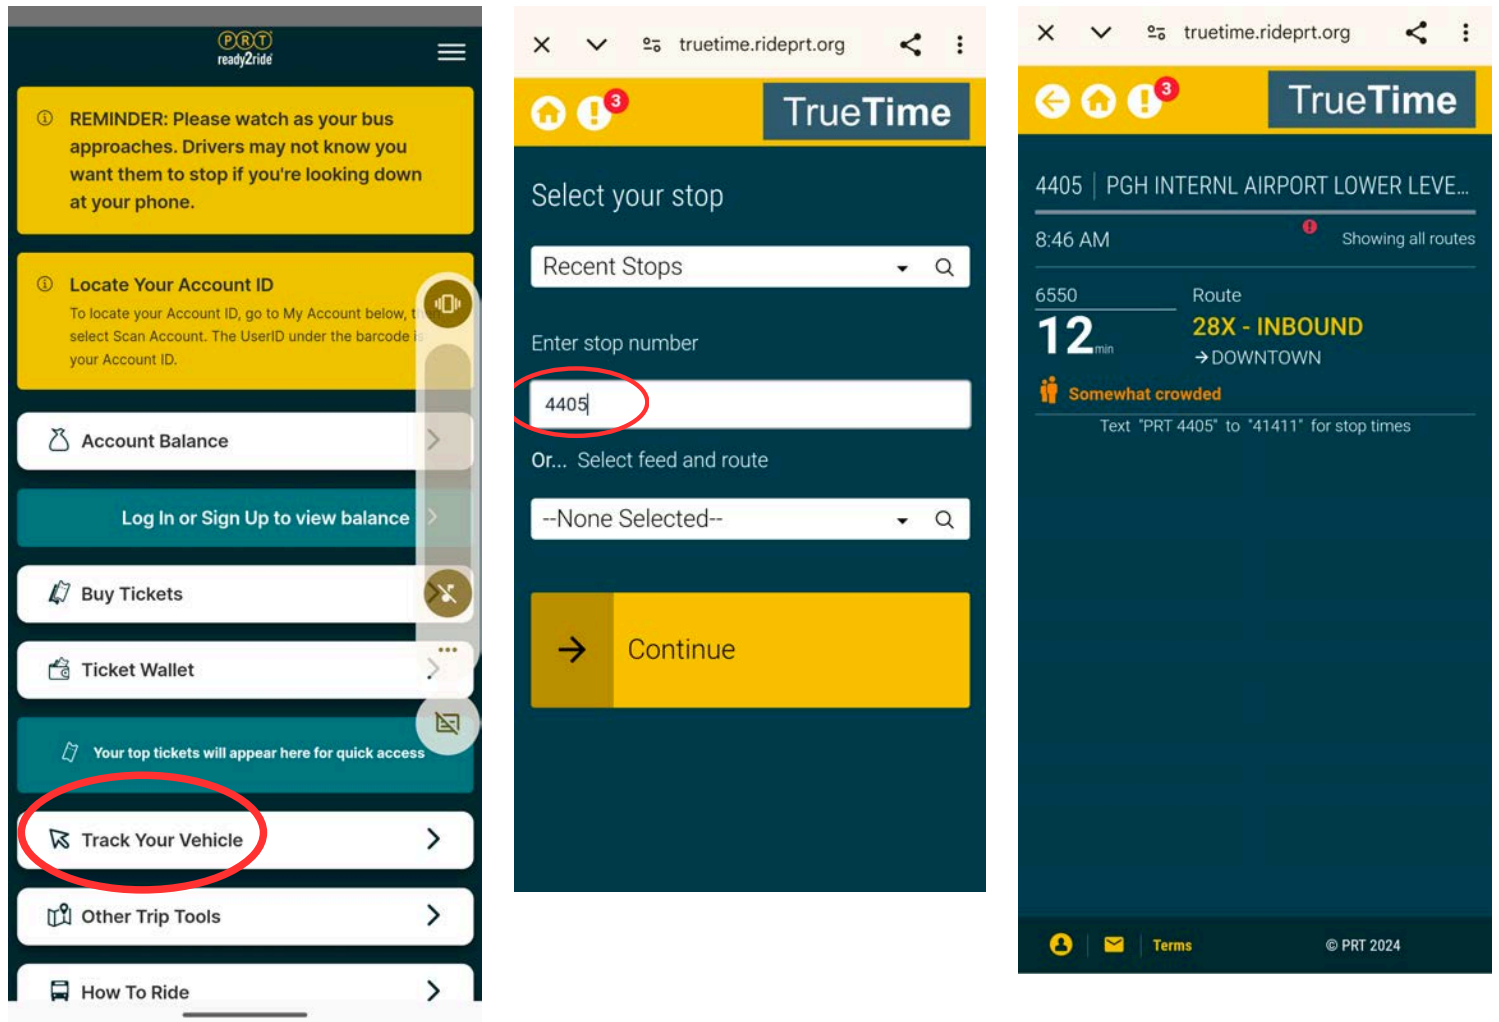 PRT
ready2ride
REMINDER: Please watch as your bus
approaches. Drivers may not know you
want them to stop if you're looking down
at your phone.
Locate Your Account ID
To locate your Account ID, go to My Account below, then
select Scan Account. The UserID under the barcode is
your Account ID.
Account Balance
Log In or Sign Up to view balance
Buy Tickets
Ticket Wallet
Your top tickets will appear here for quick access
Track Your Vehicle
Other Trip Tools
How To Ride
truetime.rideprt.org
3
TrueTime
Select your stop
Recent Stops
Enter stop number
4405
Or... Select feed and route
--None Selected--
Continue
truetime.rideprt.org
3
TrueTime
4405 | PGH INTERNL AIRPORT LOWER LEVE...
8:46 AM
Showing all routes
6550
Route
12 min
28X - INBOUND
→DOWNTOWN
Somewhat crowded
Text "PRT 4405" to "41411" for stop times
Terms
© PRT 2024